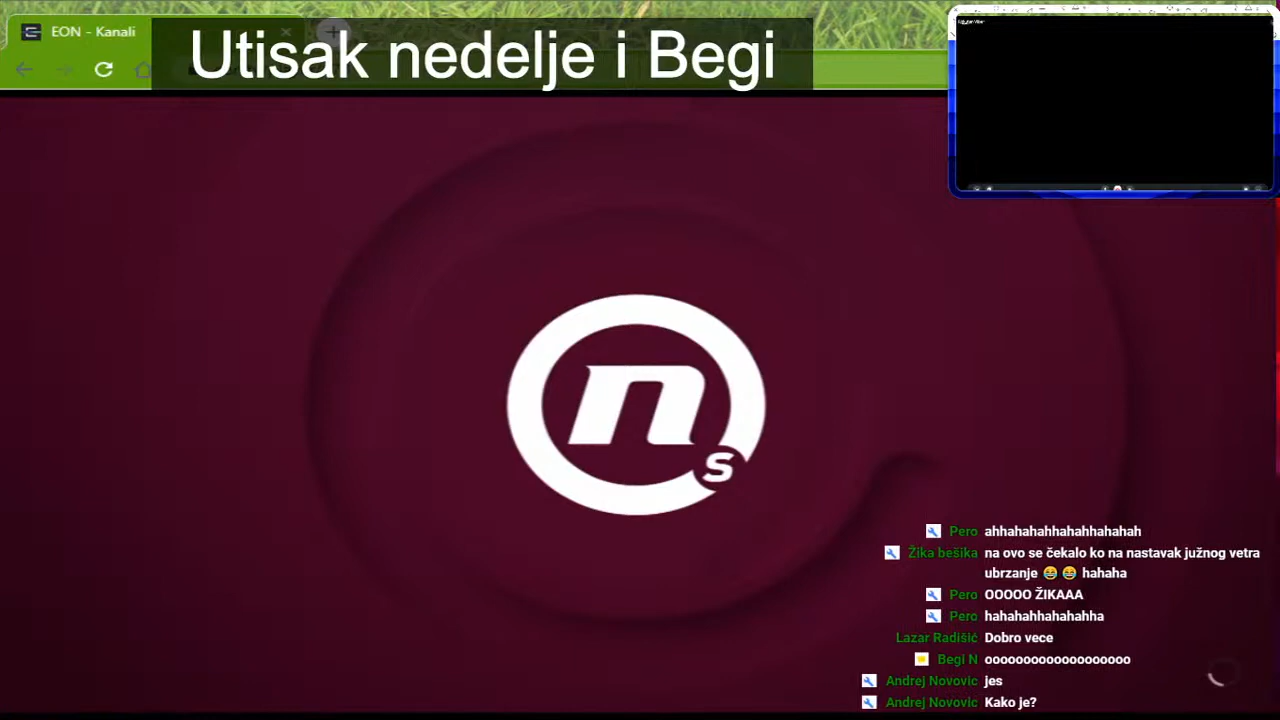 EON - Kanali
Utisak nedelje i Begi
n
S
Pero ahhahahahhahahhahahah
Žika bešika na ovo se čekalo ko na nastavak južnog vetra
ubrzanje 😂 😂 hahaha
Pero OOOOO ŽIKAAA
Pero hahahahhahahahha
Lazar Radišić Dobro vece
Begi N ooooooooooooooooooo
Andrej Novovic jes
Andrej Novovic Kako je?